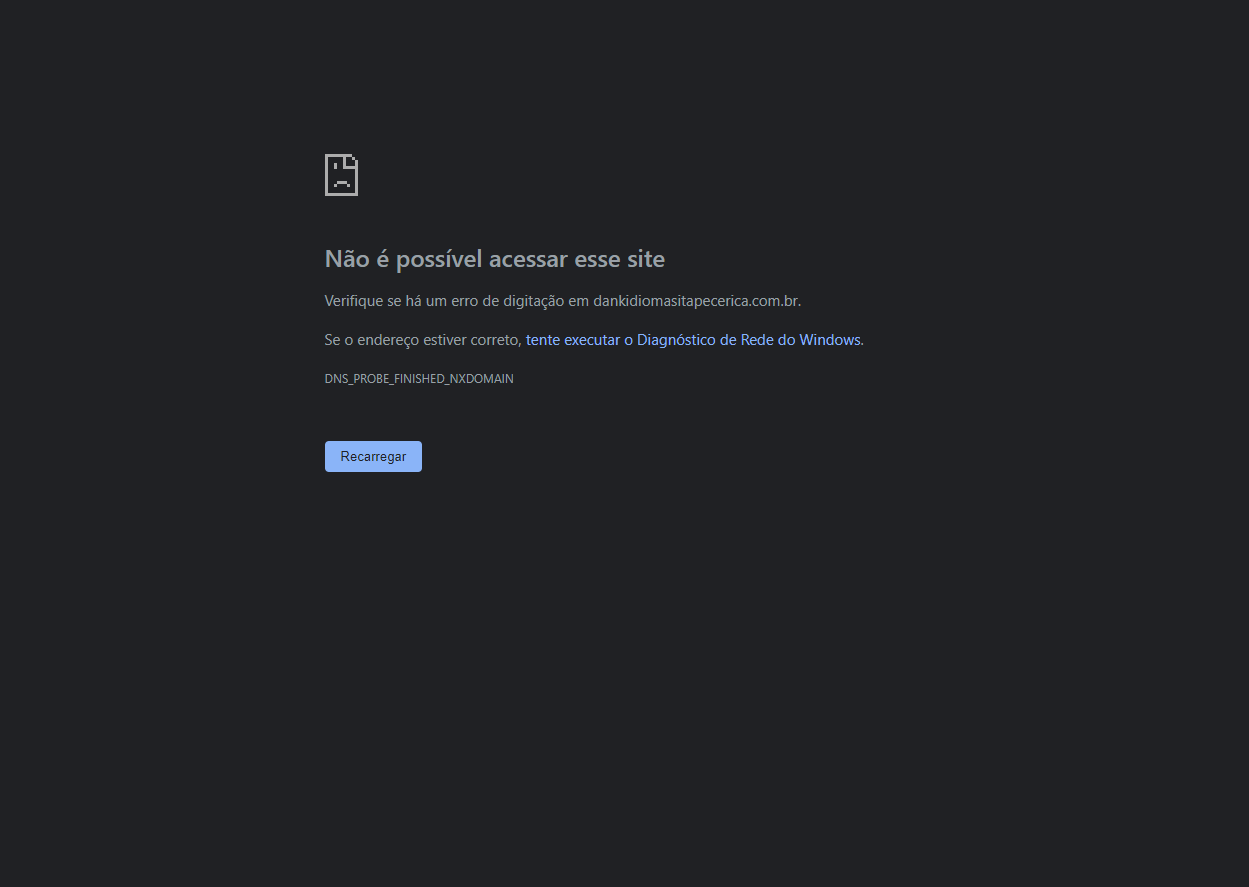 Não é possível acessar esse site
Verifique se há um erro de digitação em dankidiomasitapecerica.com.br.
Se o endereço estiver correto, tente executar o Diagnóstico de Rede do Windows.
DNS_PROBE_FINISHED_NXDOMAIN
Recarregar